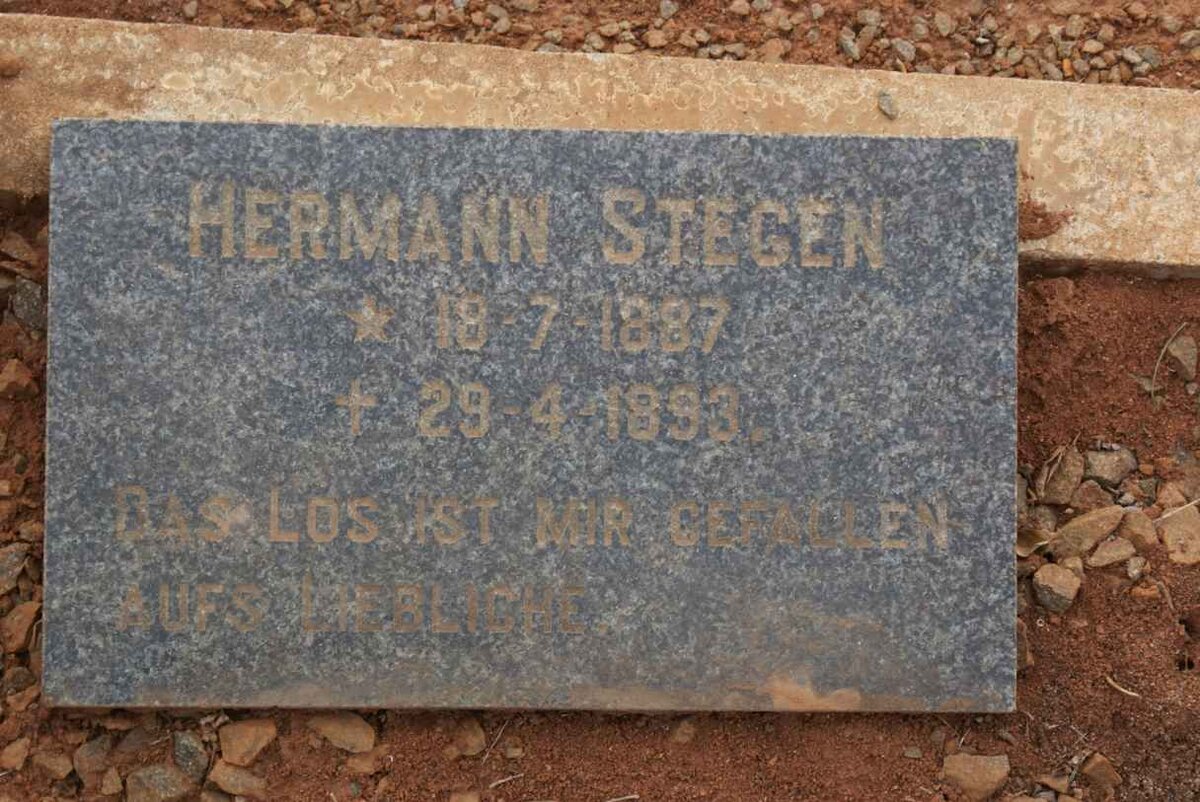 HERMANN STEGEN
★ 18-7-1887
† 29-4-1893.
DAS LOS IST MIR GEFALLEN
AUFS LIEBLICHE.